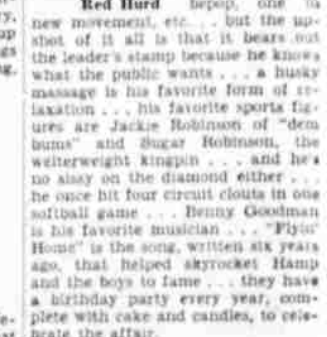 Red Hurd bepop, one in
new movement, etc. . . but the up-
shot of it all is that it bears out
the leader's stamp because he knows
what the public wants . . . a husky
massage is his favorite form of re-
laxation . . . his favorite sports fig-
ures are Jackie Robinson of "dem
bums" and Sugar Robinson, the
welterweight kingpin . . . and he's
no sissy on the diamond either . . .
he once hit four circuit clouts in one
softball game . . . Benny Goodman
is his favorite musician . . . "Flyin'
Home" is the song, written six years
ago, that helped skyrocket Hamp
and the boys to fame . . . they have
a birthday party every year, com-
plete with cake and candies, to cele-
brate the affair.